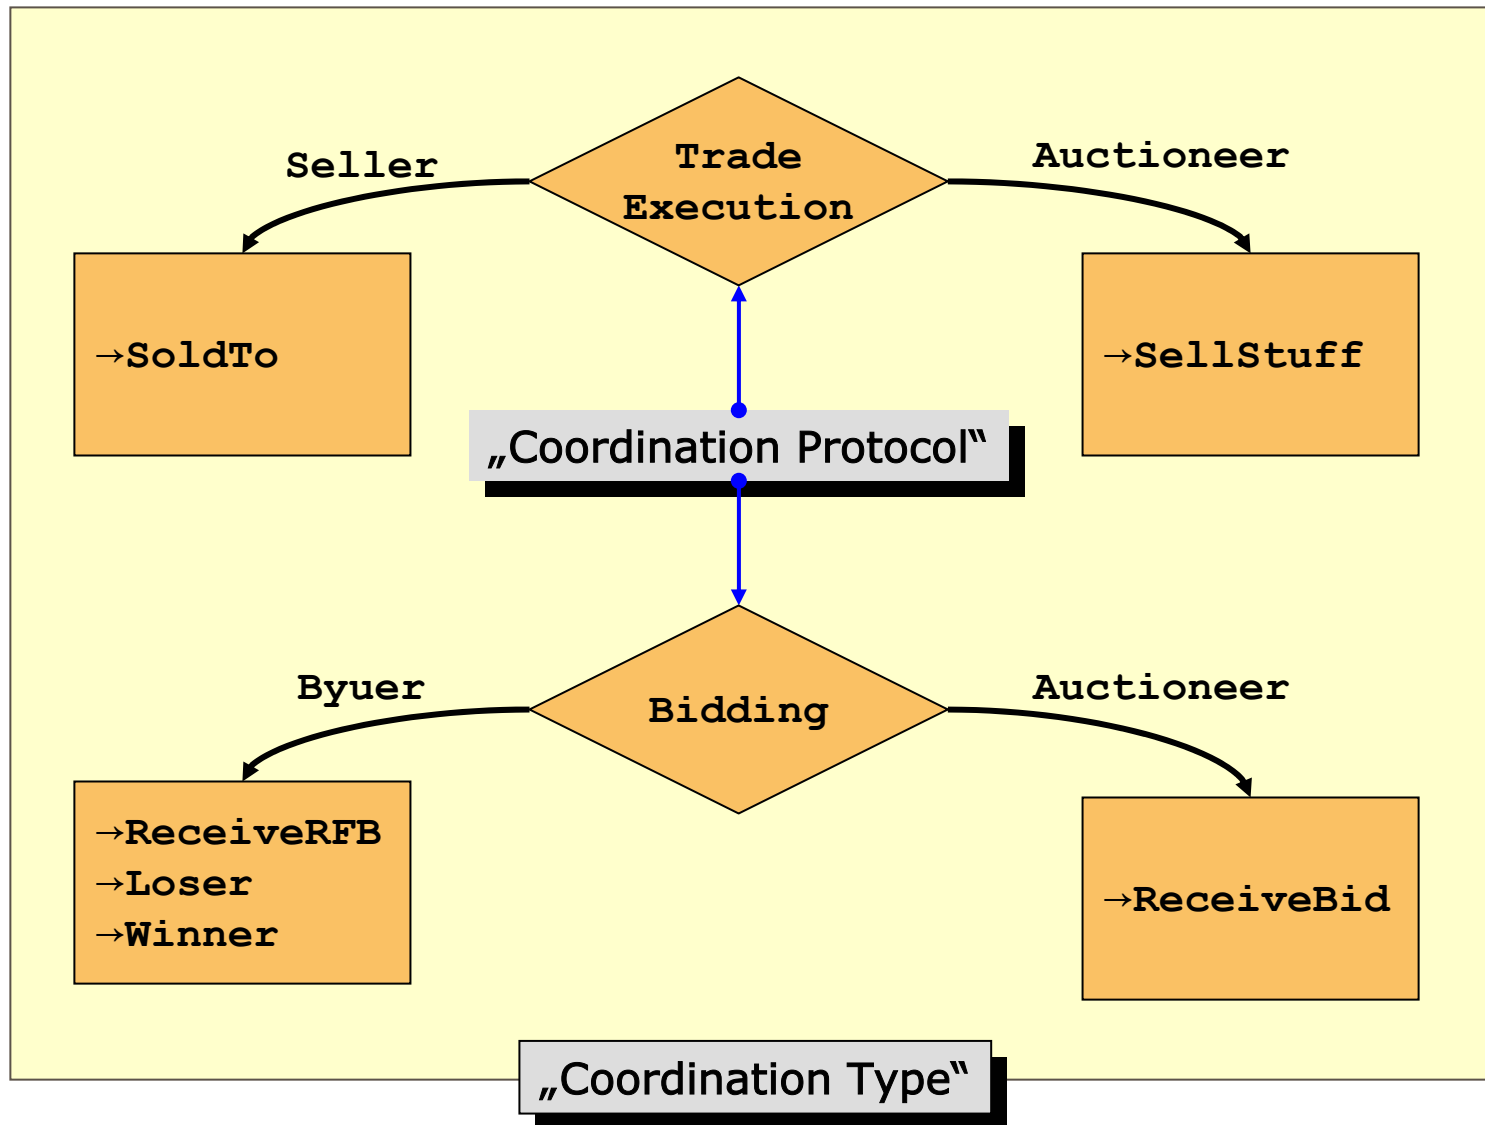 Seller
Trade
Execution
Auctioneer
→SoldTo
→SellStuff
„Coordination Protocol“
Byuer
Bidding
Auctioneer
→ReceiveRFB
→Loser
→Winner
→ReceiveBid
„Coordination Type“